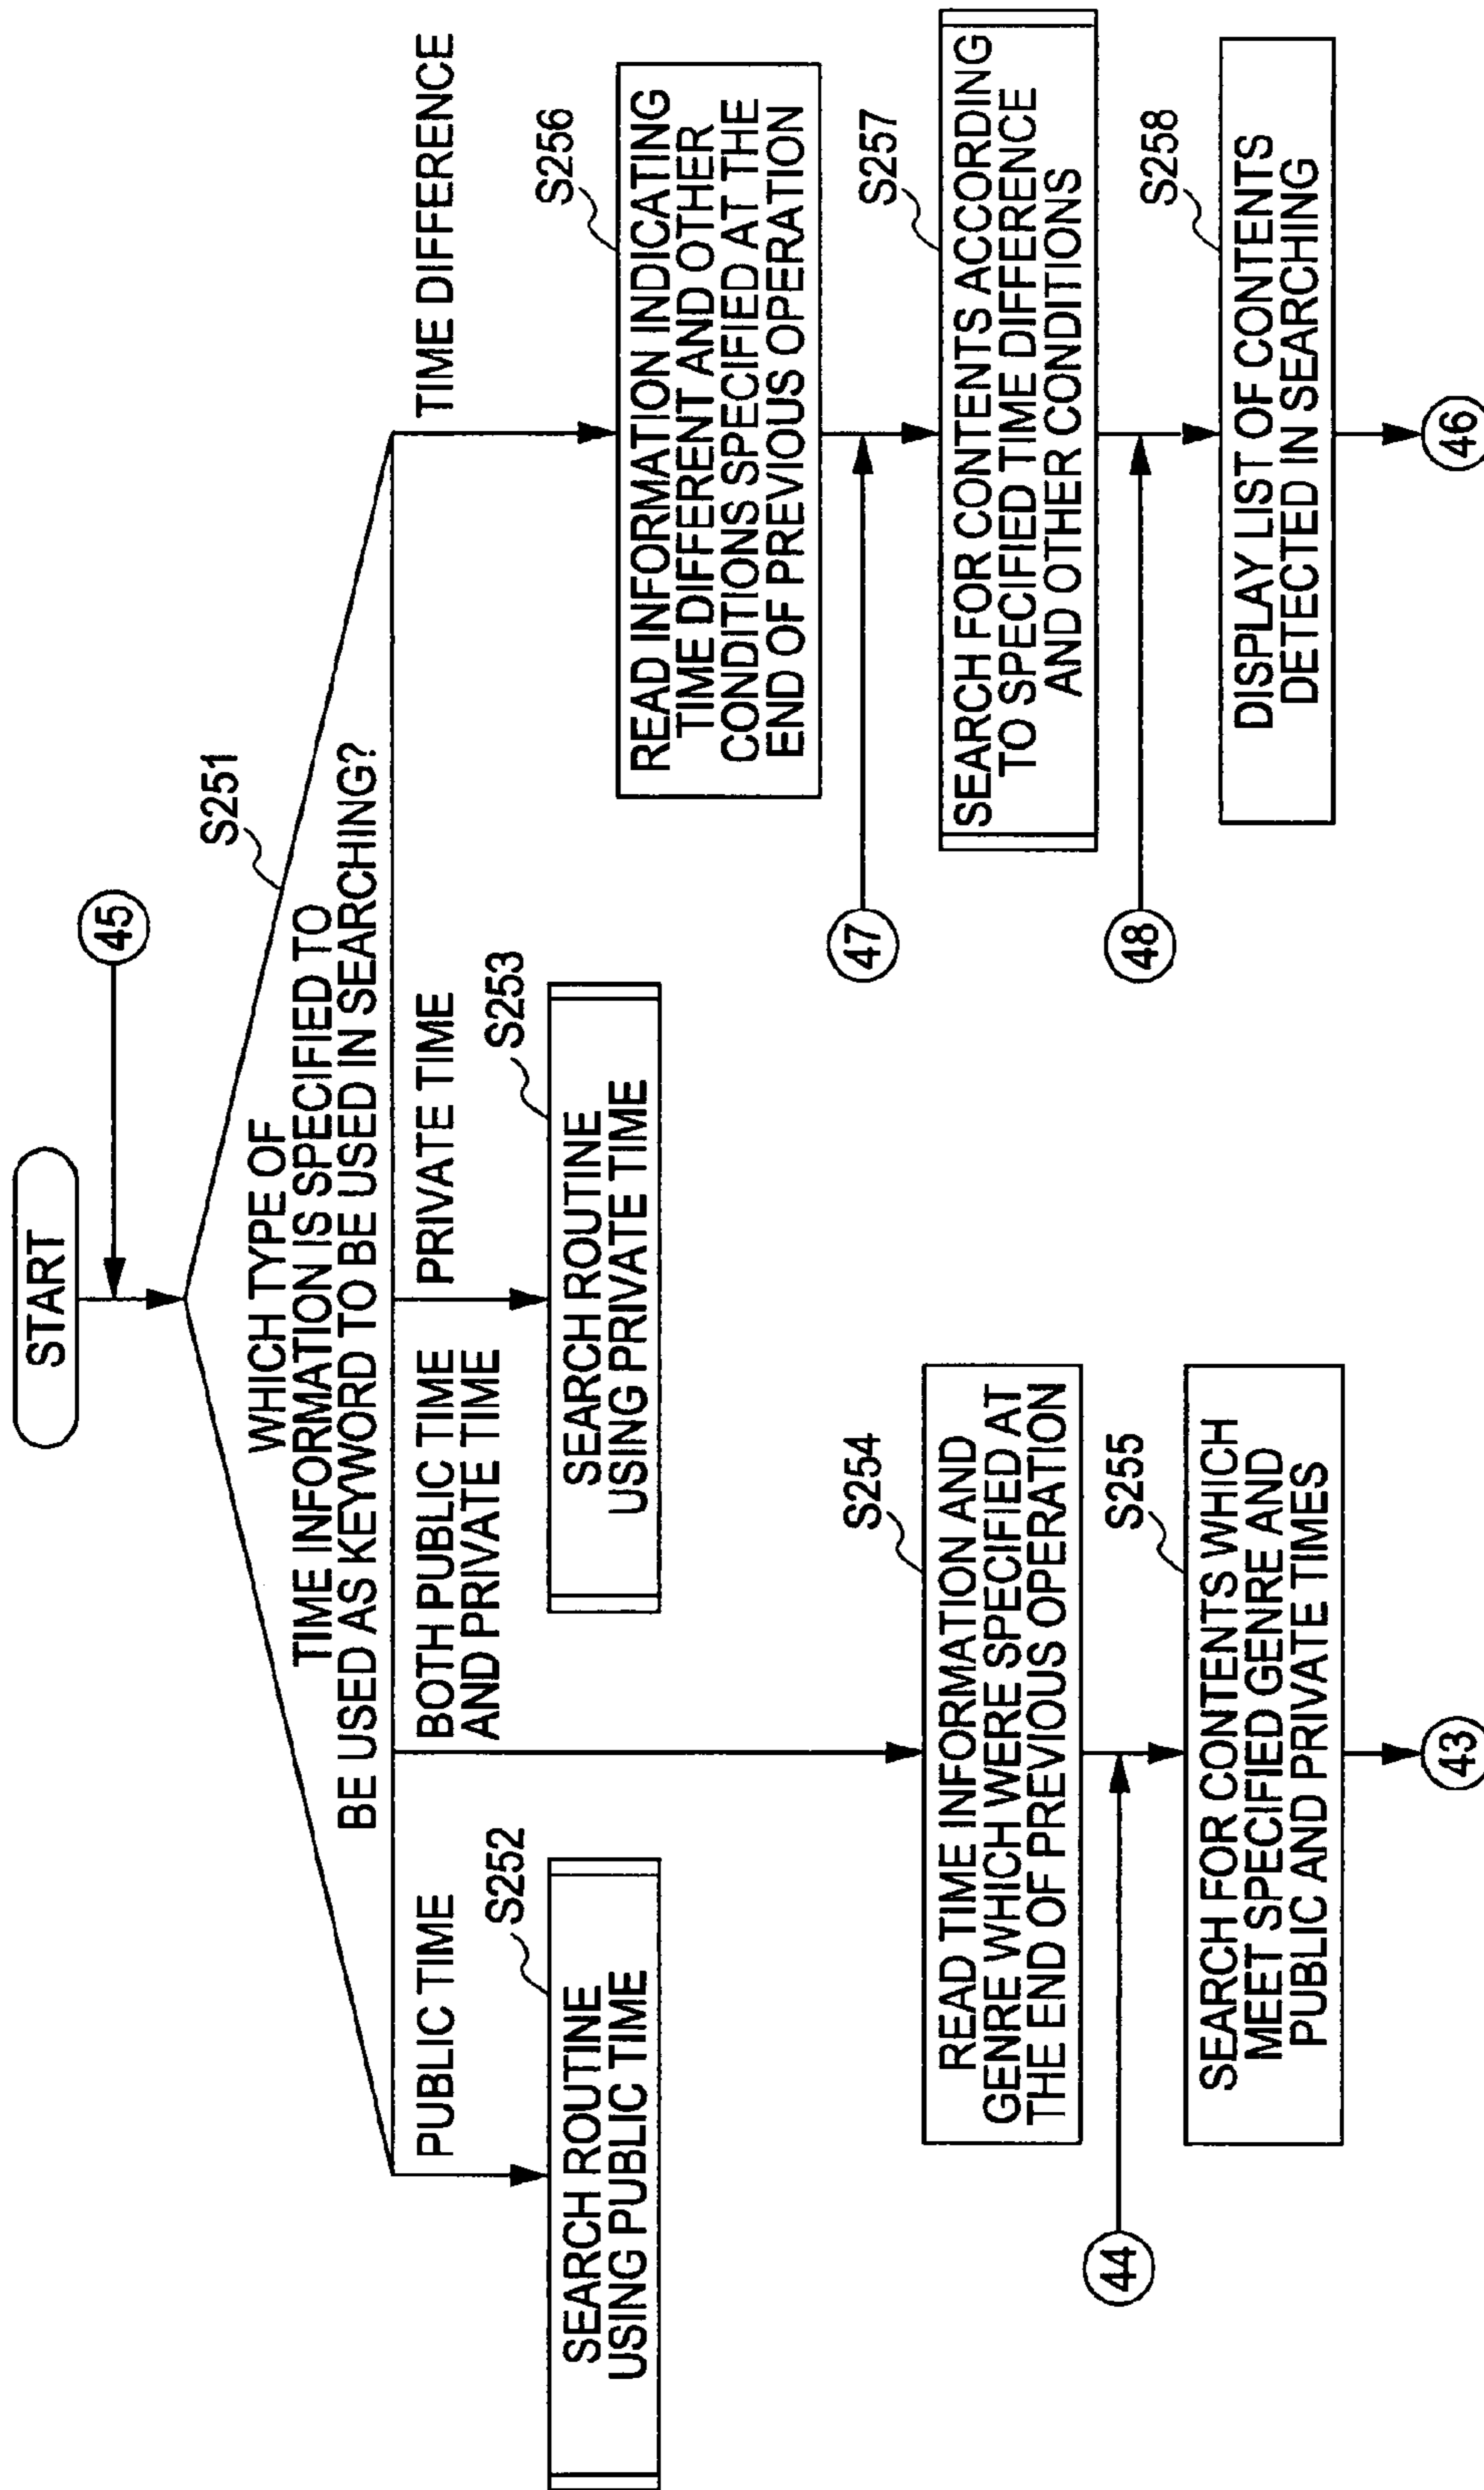 START
45
S251
WHICH TYPE OF
TIME INFORMATION IS SPECIFIED TO
BE USED AS KEYWORD TO BE USED IN SEARCHING?
PUBLIC TIME
BOTH PUBLIC TIME
AND PRIVATE TIME
PRIVATE TIME
TIME DIFFERENCE
S252
SEARCH ROUTINE
USING PUBLIC TIME
S253
SEARCH ROUTINE
USING PRIVATE TIME
S254
READ TIME INFORMATION AND
GENRE WHICH WERE SPECIFIED AT
THE END OF PREVIOUS OPERATION
44
S255
SEARCH FOR CONTENTS WHICH
MEET SPECIFIED GENRE AND
PUBLIC AND PRIVATE TIMES
43
S256
READ INFORMATION INDICATING
TIME DIFFERENT AND OTHER
CONDITIONS SPECIFIED AT THE
END OF PREVIOUS OPERATION
47
S257
SEARCH FOR CONTENTS ACCORDING
TO SPECIFIED TIME DIFFERENCE
AND OTHER CONDITIONS
48
S258
DISPLAY LIST OF CONTENTS
DETECTED IN SEARCHING
46